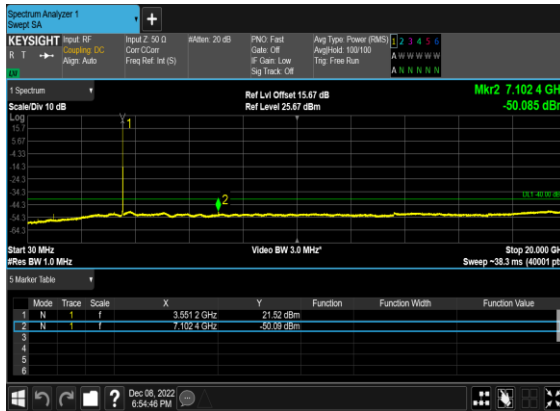 Spectrum Analyzer 1
Swept SA
+
KEYSIGHT
R T
LXI
Input: RF
Coupling: DC
Align: Auto
Input Z: 50 Ω
Corr CCorr
Freq Ref: Int (S)
#Atten: 20 dB
PNO: Fast
Gate: Off
IF Gain: Low
Sig Track: Off
Avg Type: Power (RMS)
Avg|Hold: 100/100
Trig: Free Run
1 2 3 4 5 6
A W W W W W
A N N N N N
1 Spectrum
Scale/Div 10 dB
Ref Lvl Offset 15.67 dB
Ref Level 25.67 dBm
Mkr2 7.102 4 GHz
-50.085 dBm
Log
15.7
5.67
-4.33
-14.3
-24.3
-34.3
-44.3
-54.3
-64.3
1
2
Start 30 MHz
#Res BW 1.0 MHz
Video BW 3.0 MHz*
Stop 20.000 GHz
Sweep ~38.3 ms (40001 pts)
5 Marker Table
Mode Trace Scale X Y Function Function Width Function Value
1 N 1 f 3.551 2 GHz 21.52 dBm
2 N 1 f 7.102 4 GHz -50.09 dBm
3
4
5
6
?
Dec 08, 2022
6:54:46 PM